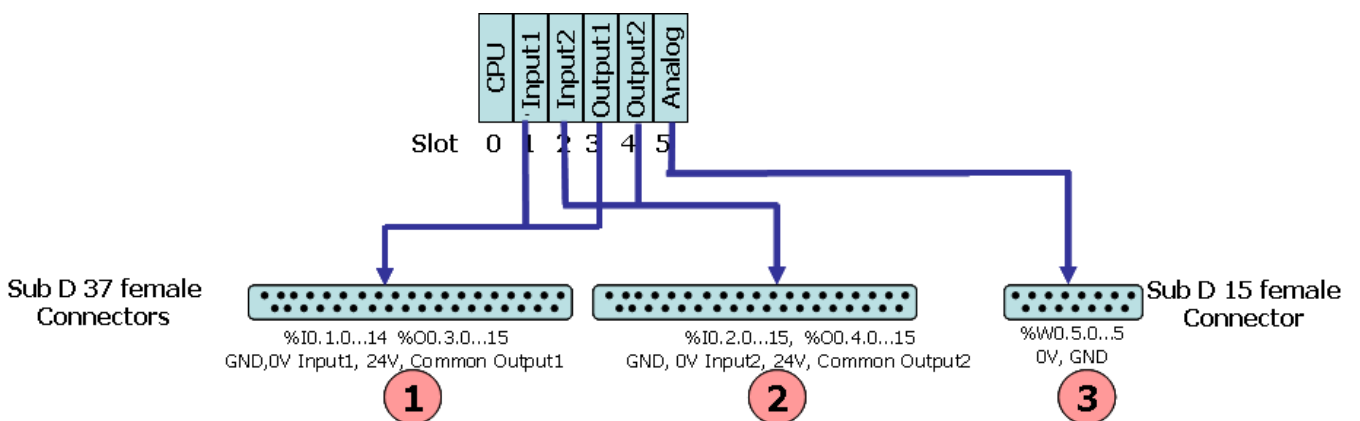 CPU
Input1
Input2
Output1
Output2
Analog
Slot 0 1 2 3 4 5
Sub D 37 female
Connectors
Sub D 15 female
Connector
%I0.1.0...14 %O0.3.0...15
GND,0V Input1, 24V, Common Output1
%I0.2.0...15, %O0.4.0...15
GND, 0V Input2, 24V, Common Output2
%W0.5.0...5
0V, GND
1
2
3